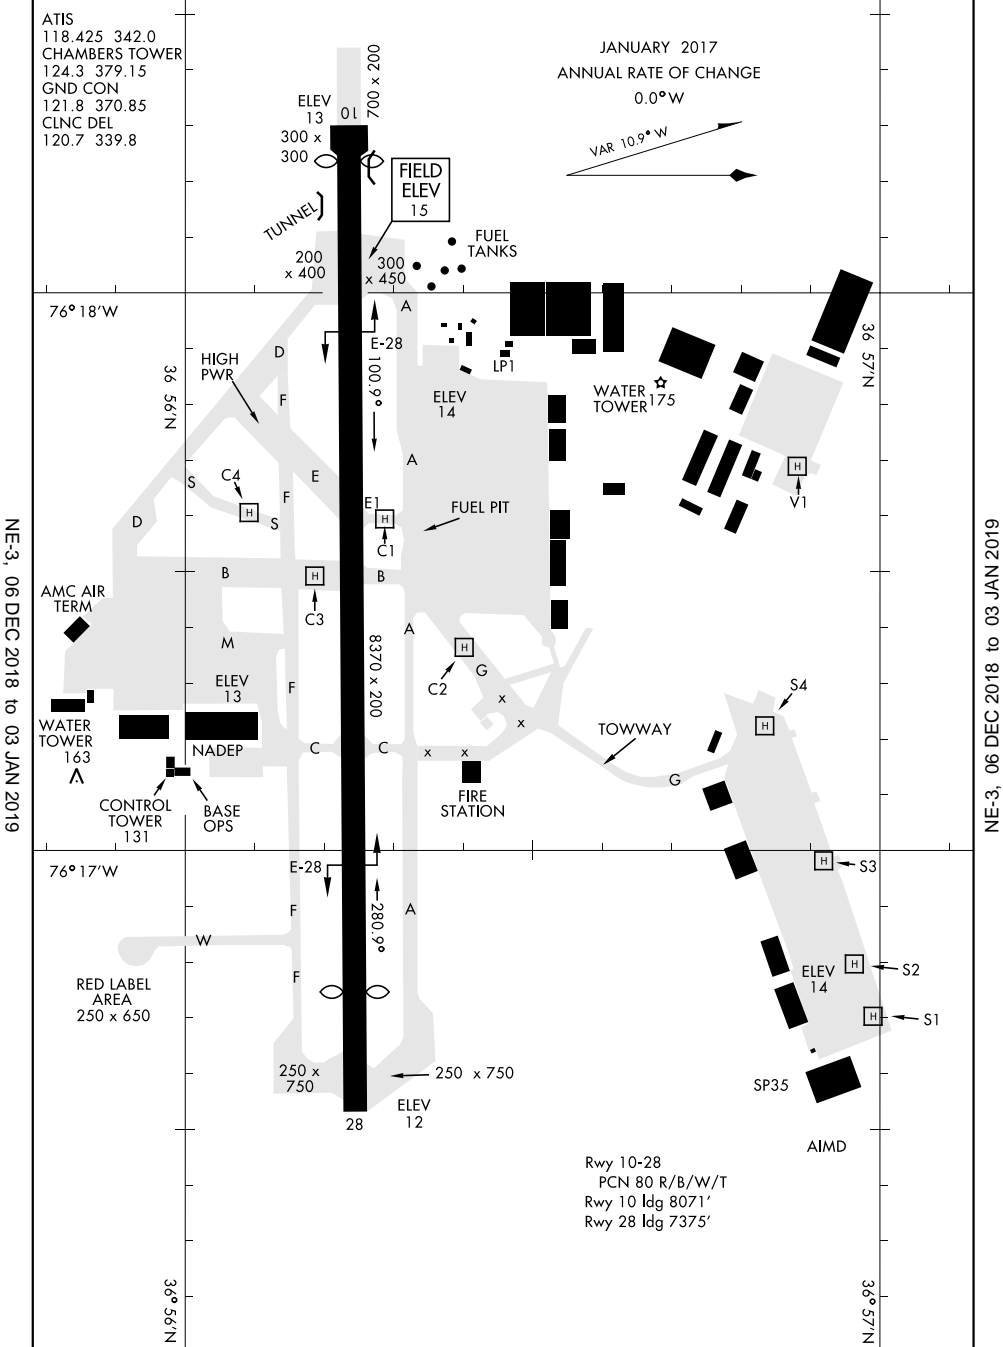 ATIS
118.425 342.0
CHAMBERS TOWER
124.3 379.15
GND CON
121.8 370.85
CLNC DEL
120.7 339.8
JANUARY 2017
ANNUAL RATE OF CHANGE
0.0° W
VAR 10.9° W
700 x 200
ELEV
13
10
300 x
300
FIELD
ELEV
15
TUNNEL
200
x 400
300
x 450
FUEL
TANKS
76° 18'W
A
E-28
D
HIGH
PWR
100.9°
LP1
36 57'N
36 56'N
F
ELEV
14
WATER
TOWER 175
A
H
V1
S
C4
E
F
E1
H
S
D
H
C1
FUEL PIT
B
H
B
C3
AMC AIR
TERM
M
A
8370 x 200
H
C2
G
ELEV
13
F
x
x
S4
H
WATER
TOWER
163
NADEP
C
C
x
x
TOWWAY
G
CONTROL
TOWER
131
BASE
OPS
FIRE
STATION
76° 17'W
E-28
H
S3
280.9°
F
A
W
F
H
S2
ELEV
14
RED LABEL
AREA
250 x 650
H
S1
250 x
750
250 x 750
SP35
ELEV
12
28
AIMD
Rwy 10-28
PCN 80 R/B/W/T
Rwy 10 ldg 8071'
Rwy 28 ldg 7375'
36° 56'N
36° 57'N
NE-3, 06 DEC 2018 to 03 JAN 2019
NE-3, 06 DEC 2018 to 03 JAN 2019